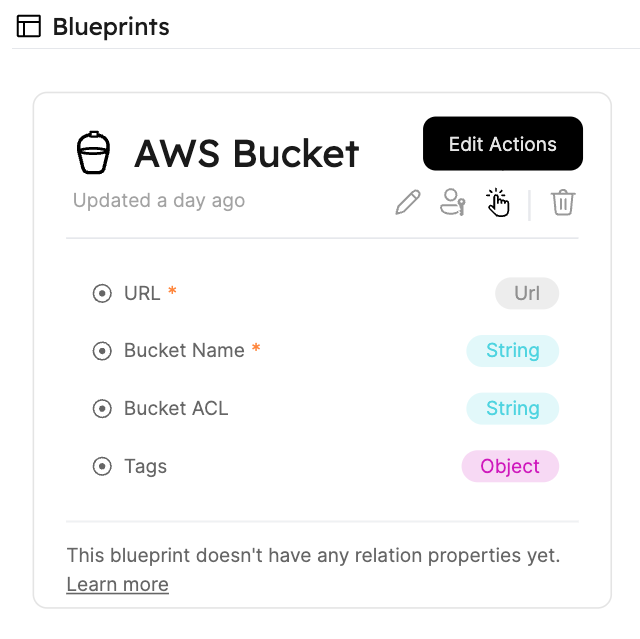 Blueprints
AWS Bucket
Edit Actions
Updated a day ago
URL * Url
Bucket Name * String
Bucket ACL String
Tags Object
This blueprint doesn't have any relation properties yet.
Learn more